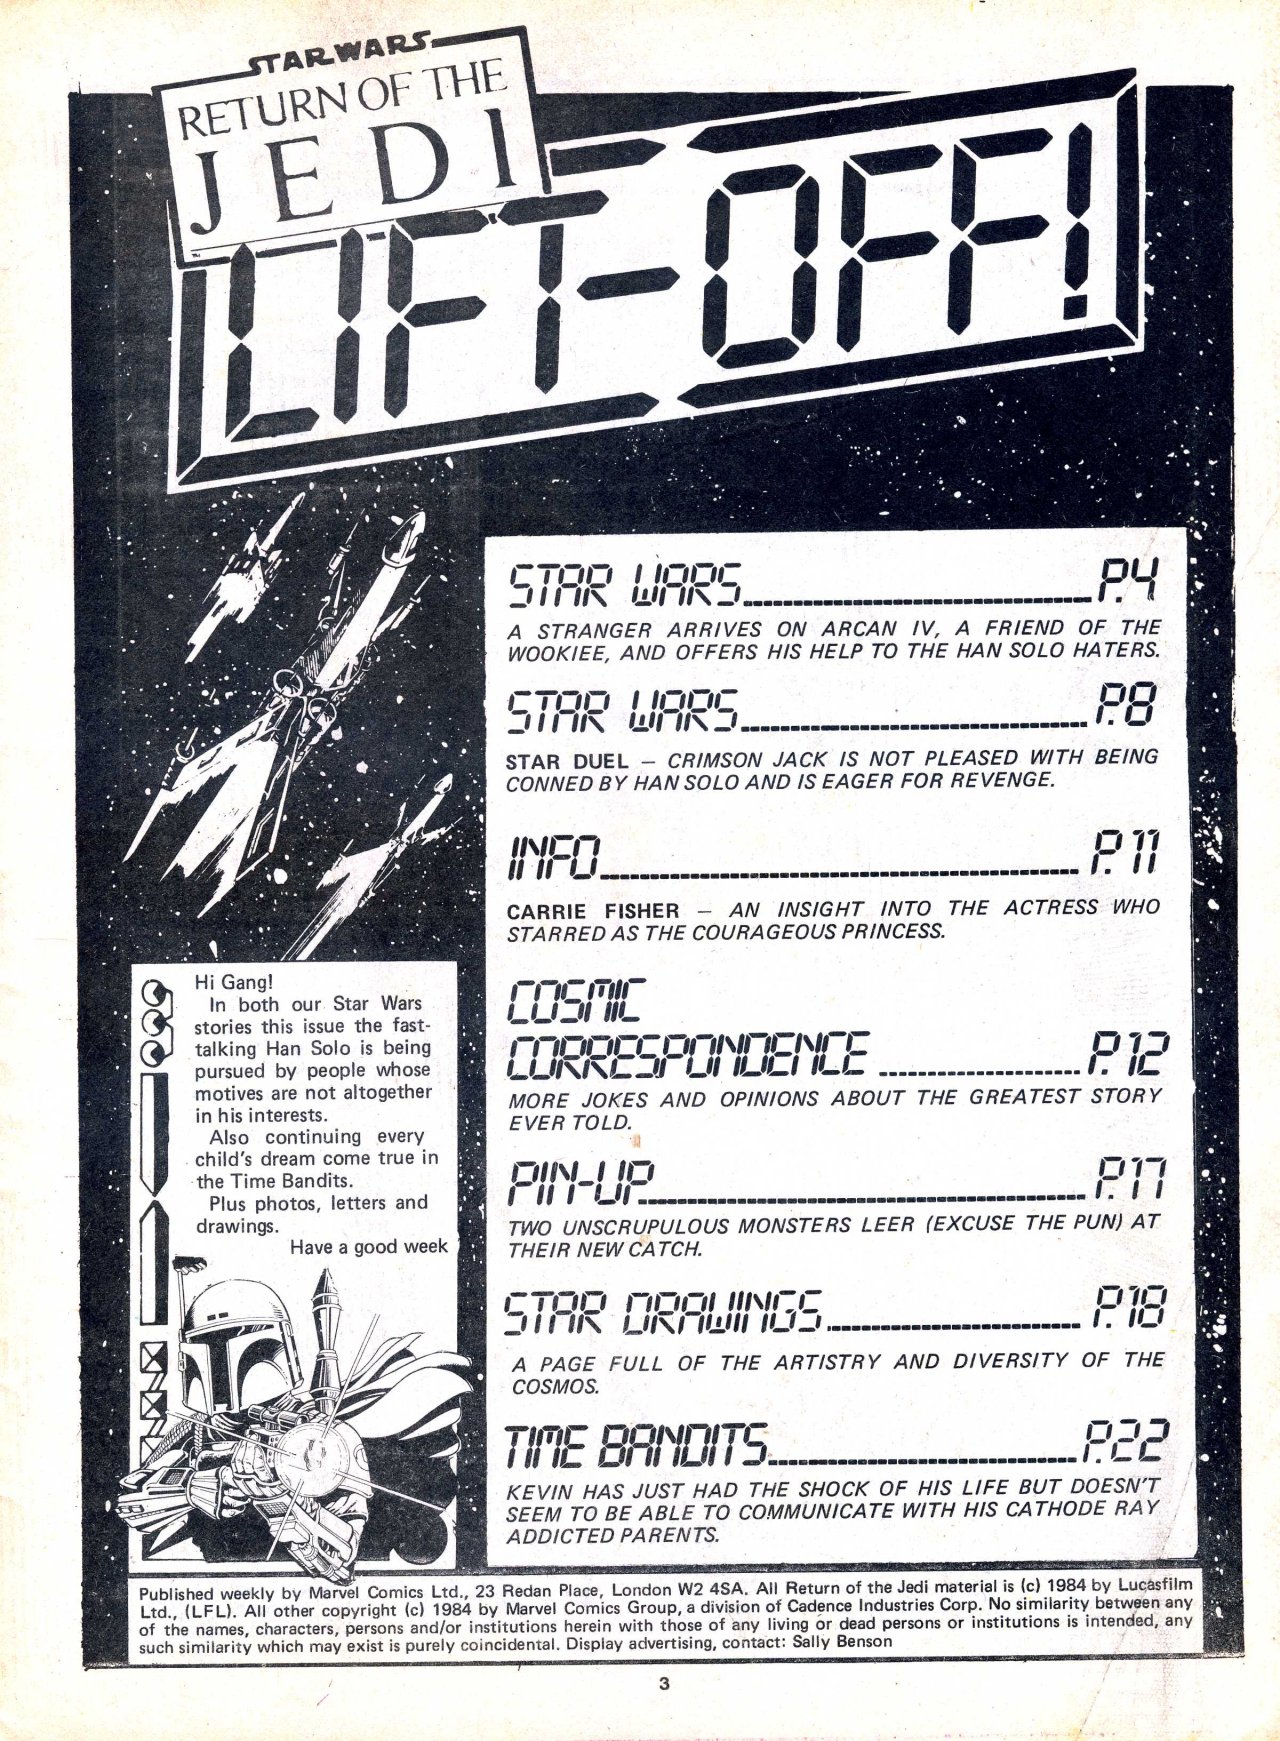 STAR WARS
RETURN OF THE
JEDI
LIFT-OFF!
STAR WARS P.4
A STRANGER ARRIVES ON ARCAN IV, A FRIEND OF THE
WOOKIEE, AND OFFERS HIS HELP TO THE HAN SOLO HATERS.
STAR WARS P.8
STAR DUEL – CRIMSON JACK IS NOT PLEASED WITH BEING
CONNED BY HAN SOLO AND IS EAGER FOR REVENGE.
INFO P.11
CARRIE FISHER – AN INSIGHT INTO THE ACTRESS WHO
STARRED AS THE COURAGEOUS PRINCESS.
COSMIC
CORRESPONDENCE P.12
MORE JOKES AND OPINIONS ABOUT THE GREATEST STORY
EVER TOLD.
PIN-UP P.17
TWO UNSCRUPULOUS MONSTERS LEER (EXCUSE THE PUN) AT
THEIR NEW CATCH.
STAR DRAWINGS P.18
A PAGE FULL OF THE ARTISTRY AND DIVERSITY OF THE
COSMOS.
TIME BANDITS P.22
KEVIN HAS JUST HAD THE SHOCK OF HIS LIFE BUT DOESN'T
SEEM TO BE ABLE TO COMMUNICATE WITH HIS CATHODE RAY
ADDICTED PARENTS.
Hi Gang!
In both our Star Wars
stories this issue the fast-
talking Han Solo is being
pursued by people whose
motives are not altogether
in his interests.
Also continuing every
child's dream come true in
the Time Bandits.
Plus photos, letters and
drawings.
Have a good week
Published weekly by Marvel Comics Ltd., 23 Redan Place, London W2 4SA. All Return of the Jedi material is (c) 1984 by Lucasfilm
Ltd., (LFL). All other copyright (c) 1984 by Marvel Comics Group, a division of Cadence Industries Corp. No similarity between any
of the names, characters, persons and/or institutions herein with those of any living or dead persons or institutions is intended, any
such similarity which may exist is purely coincidental. Display advertising, contact: Sally Benson
3